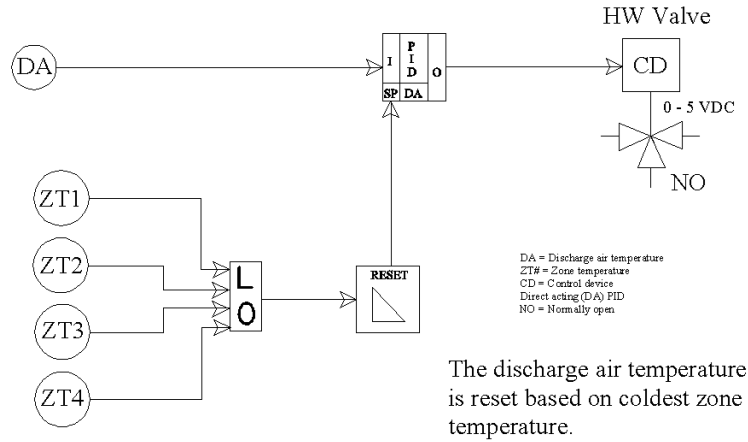 HW Valve
DA
I
PID
O
SP
DA
CD
0 - 5 VDC
NO
ZT1
ZT2
ZT3
ZT4
LO
RESET
DA = Discharge air temperature
ZT# = Zone temperature
CD = Control device
Direct acting (DA) PID
NO = Normally open
The discharge air temperature
is reset based on coldest zone
temperature.